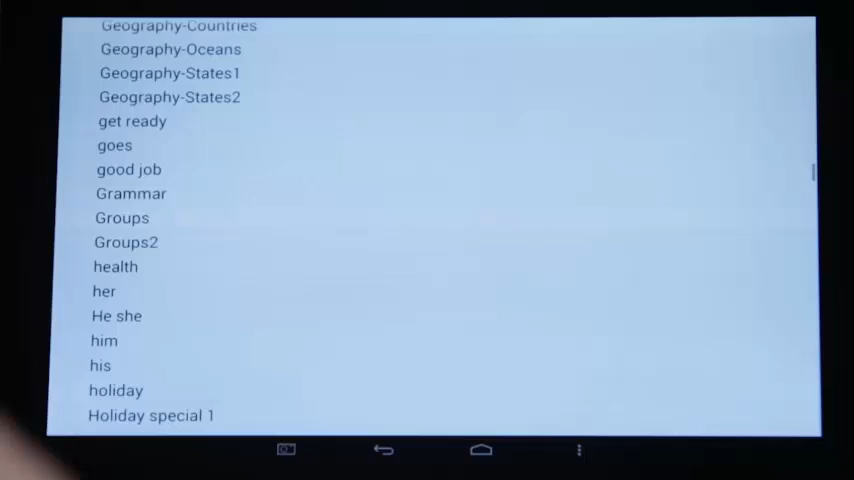 Geography-Countries
Geography-Oceans
Geography-States1
Geography-States2
get ready
goes
good job
Grammar
Groups
Groups2
health
her
He she
him
his
holiday
Holiday special 1